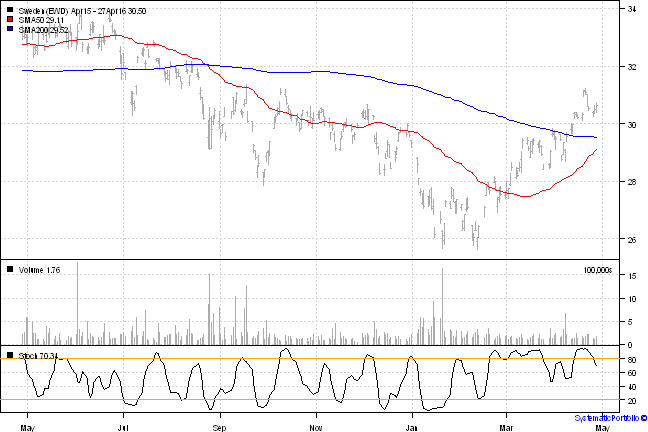 Sweden (EWD) Apr15 - 27Apr16 30.50
SMA50 29.11
SMA200 29.52
34
32
30
28
26
Volume 1.76
100,000s
15
10
5
0
Stoch 70.34
80
60
40
20
May Jul Sep Nov Jan Mar May
SystematicPortfolio ©